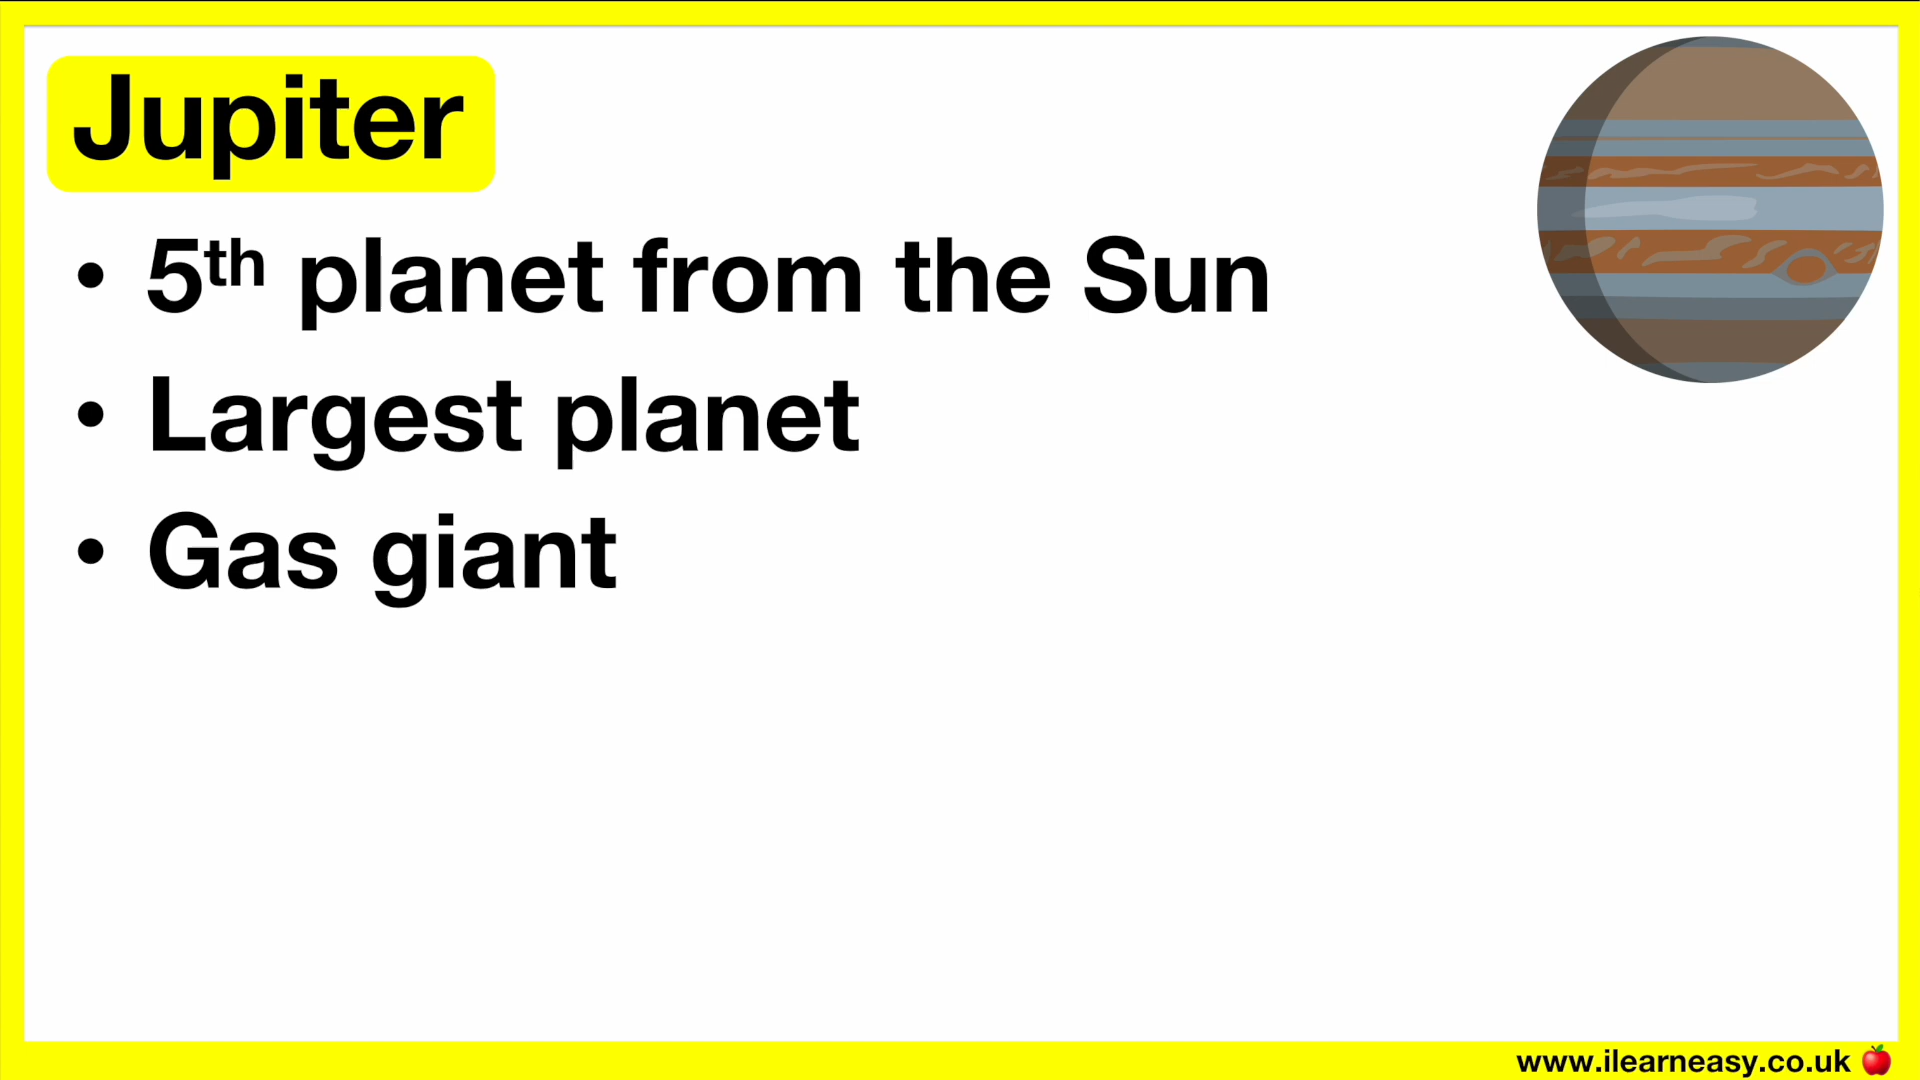 Jupiter
• 5th planet from the Sun
• Largest planet
• Gas giant
www.ilearneasy.co.uk